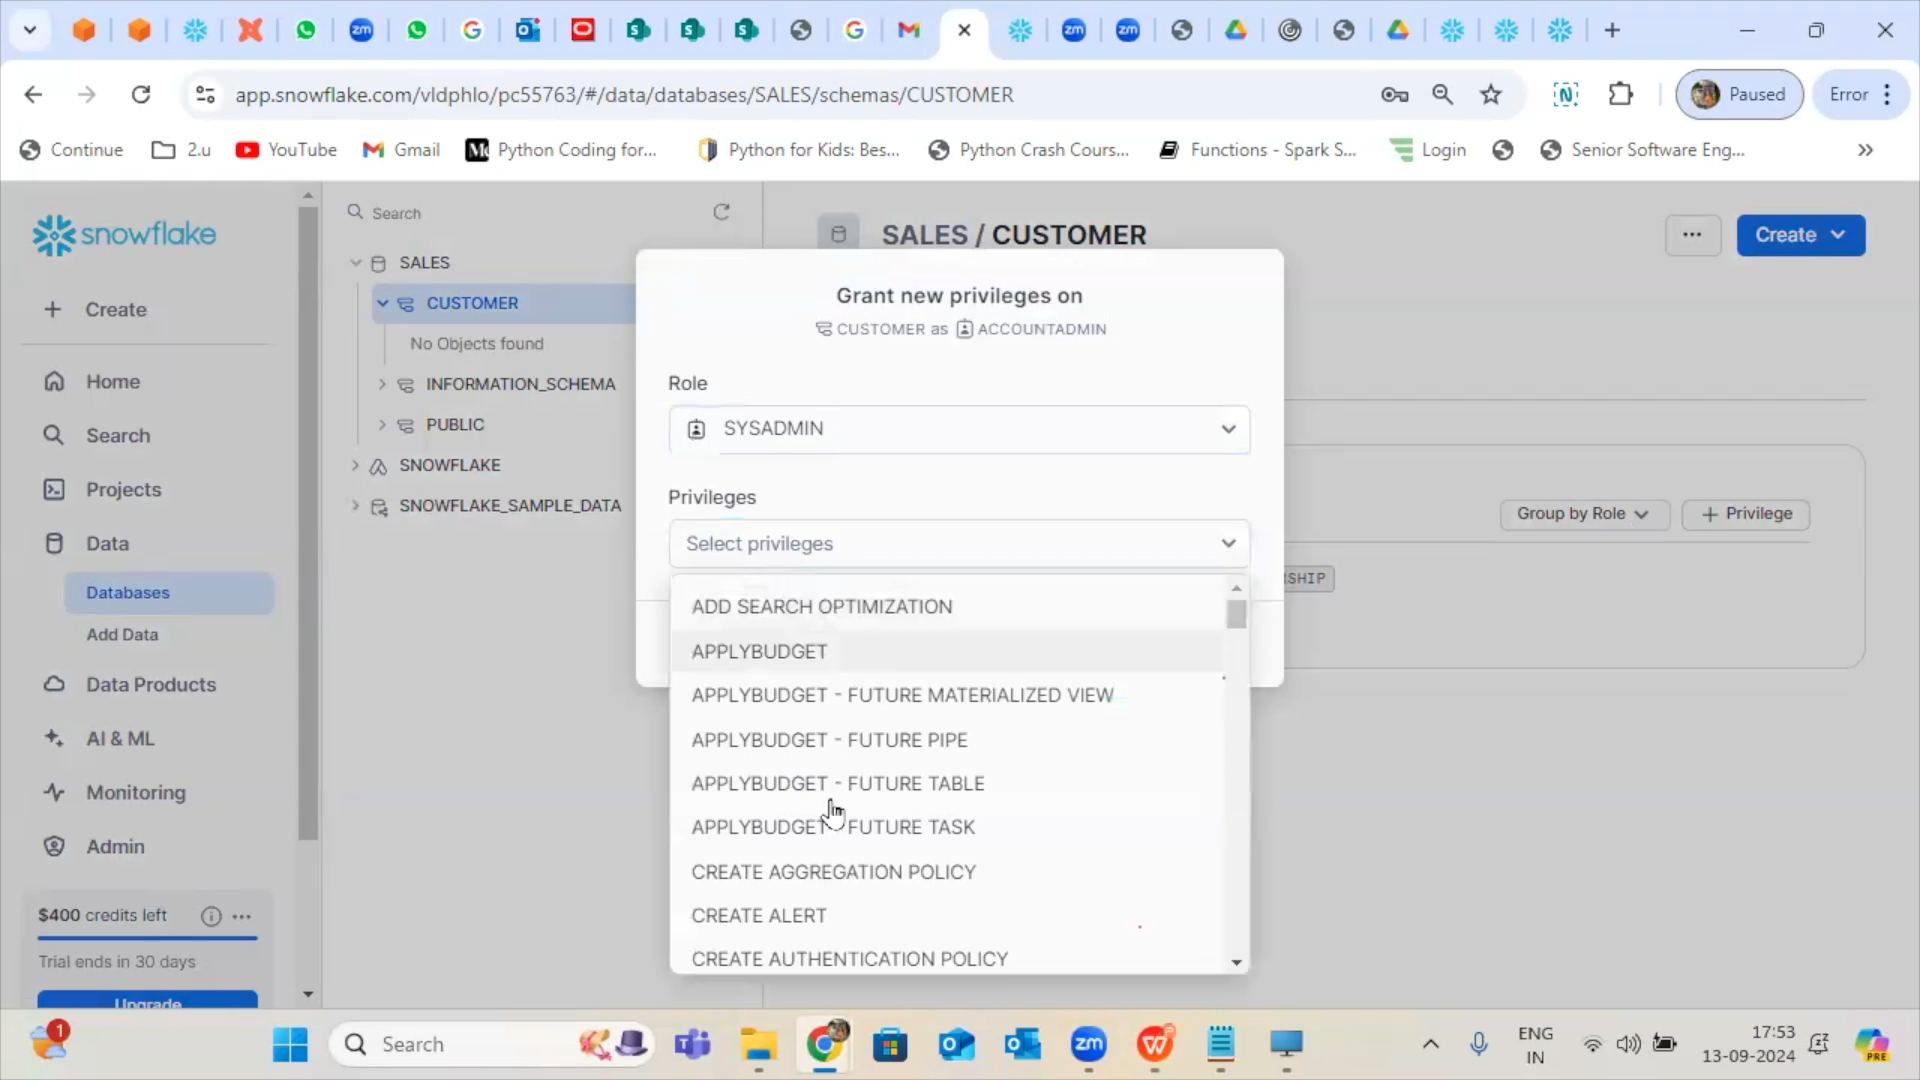 zm
zm
zm
app.snowflake.com/vldphlo/pc55763/#/data/databases/SALES/schemas/CUSTOMER
Paused
Error
Continue
2.u
YouTube
Gmail
Python Coding for...
Python for Kids: Bes...
Python Crash Cours...
Functions - Spark S...
Login
Senior Software Eng...
snowflake
Create
Home
Search
Projects
Data
Databases
Add Data
Data Products
AI & ML
Monitoring
Admin
$400 credits left
Trial ends in 30 days
Upgrade
Search
SALES
CUSTOMER
No Objects found
INFORMATION_SCHEMA
PUBLIC
SNOWFLAKE
SNOWFLAKE_SAMPLE_DATA
SALES / CUSTOMER
Create
Group by Role
+ Privilege
SHIP
Grant new privileges on
CUSTOMER as ACCOUNTADMIN
Role
SYSADMIN
Privileges
Select privileges
ADD SEARCH OPTIMIZATION
APPLYBUDGET
APPLYBUDGET - FUTURE MATERIALIZED VIEW
APPLYBUDGET - FUTURE PIPE
APPLYBUDGET - FUTURE TABLE
APPLYBUDGET - FUTURE TASK
CREATE AGGREGATION POLICY
CREATE ALERT
CREATE AUTHENTICATION POLICY
1
Search
zm
ENG
IN
17:53
13-09-2024
PRE